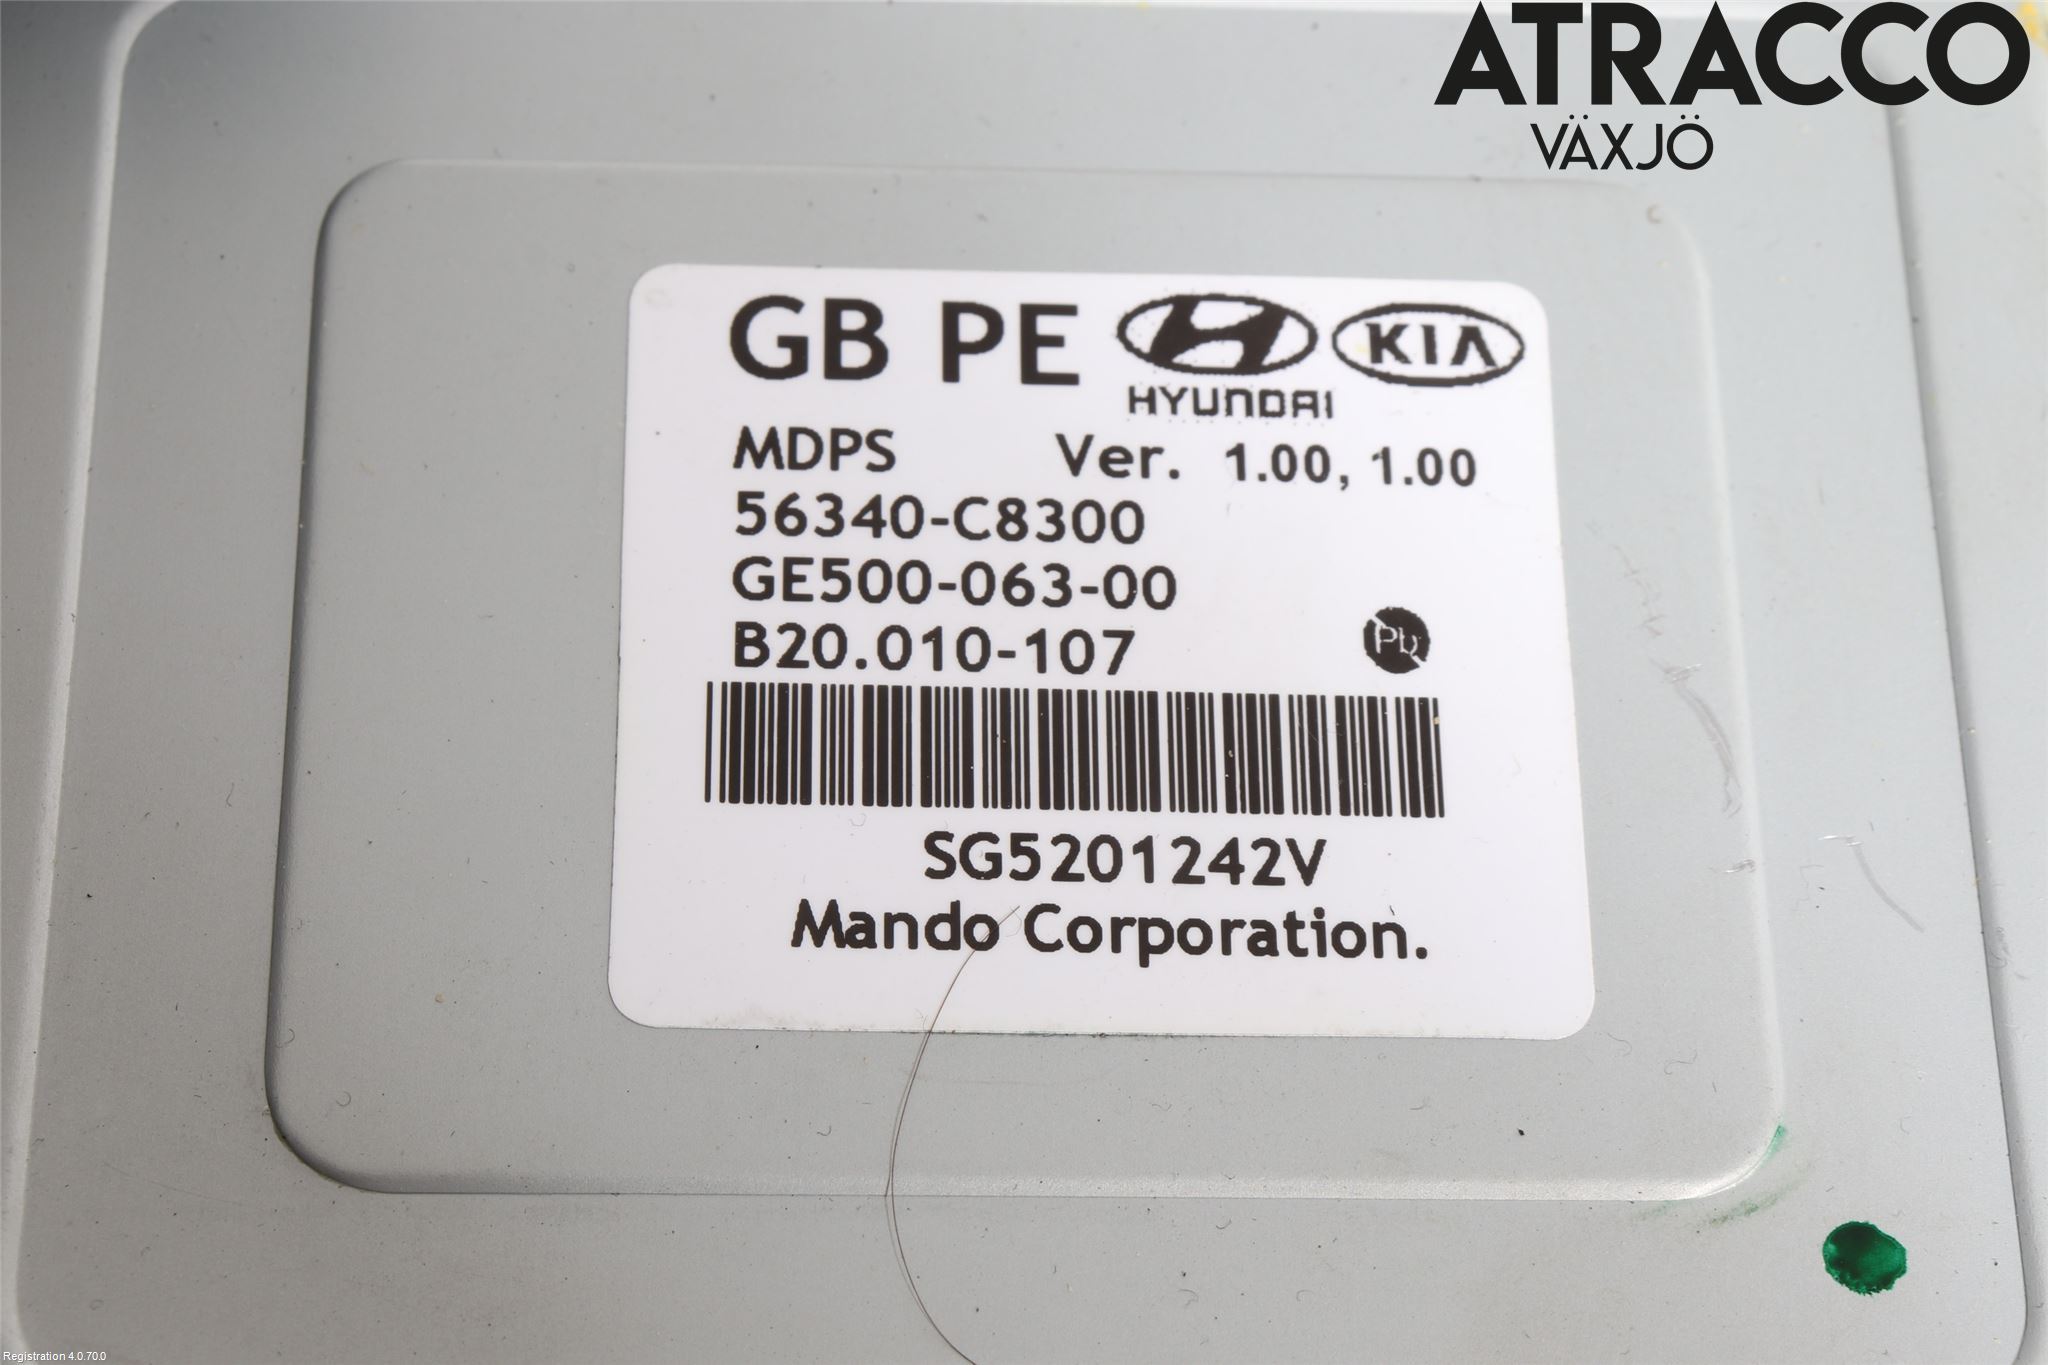 ATRACCO
VÄXJÖ
GB PE
HYUNDAI
KIA
MDPS Ver. 1.00, 1.00
56340-C8300
GE500-063-00
B20.010-107
Pb
SG5201242V
Mando Corporation.
Registration 4.0.70.0